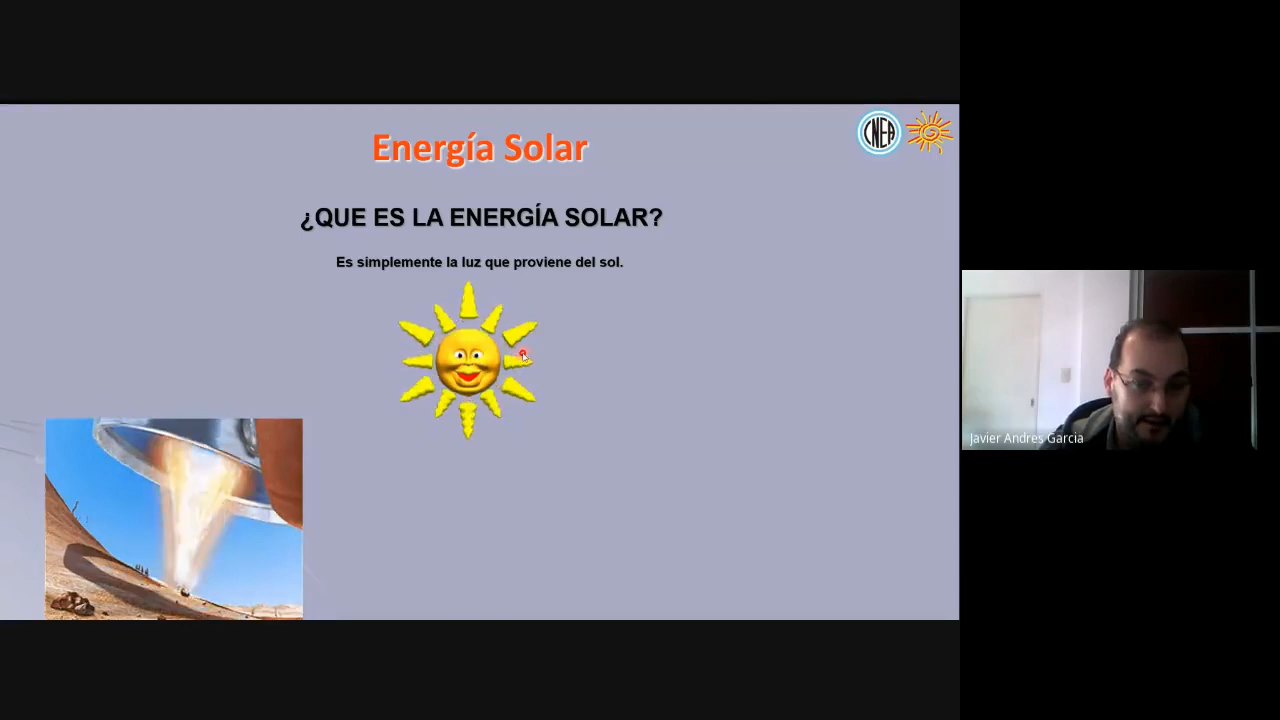 Energía Solar
CNEA
¿QUE ES LA ENERGÍA SOLAR?
Es simplemente la luz que proviene del sol.
Javier Andres Garcia